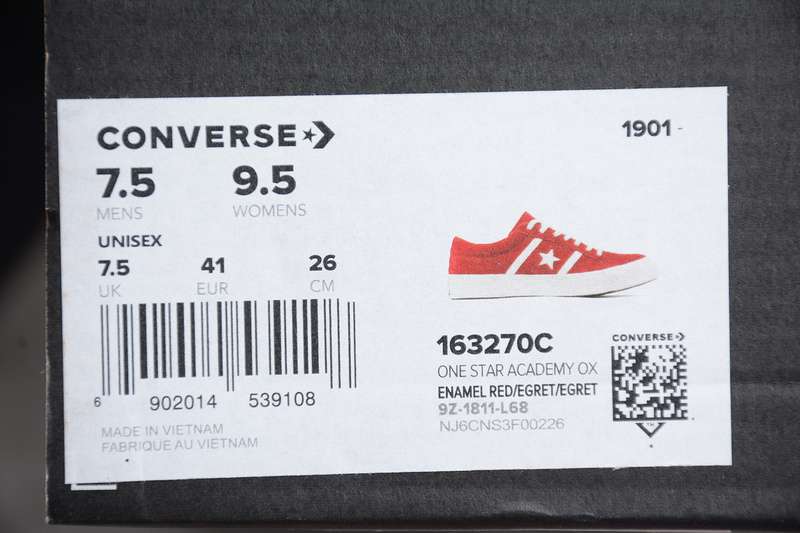 CONVERSE
1901 -
7.5 9.5
MENS WOMENS
UNISEX
7.5 41 26
UK EUR CM
6 902014 539108
MADE IN VIETNAM
FABRIQUE AU VIETNAM
163270C
ONE STAR ACADEMY OX
ENAMEL RED/EGRET/EGRET
9Z-1811-L68
NJ6CNS3F00226
CONVERSE
TM